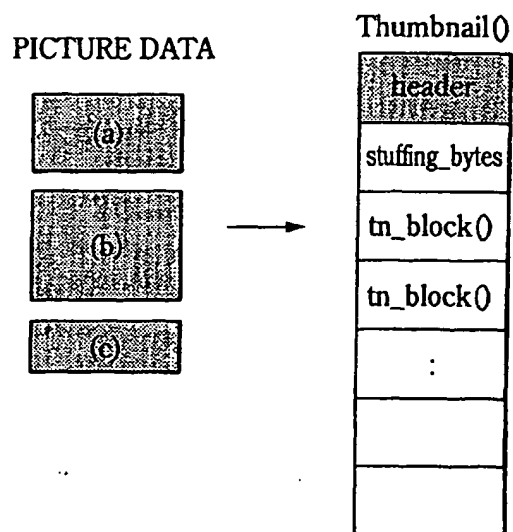 PICTURE DATA
(a)
(b)
(c)
Thumbnail()
header
stuffing_bytes
tn_block()
tn_block()
: